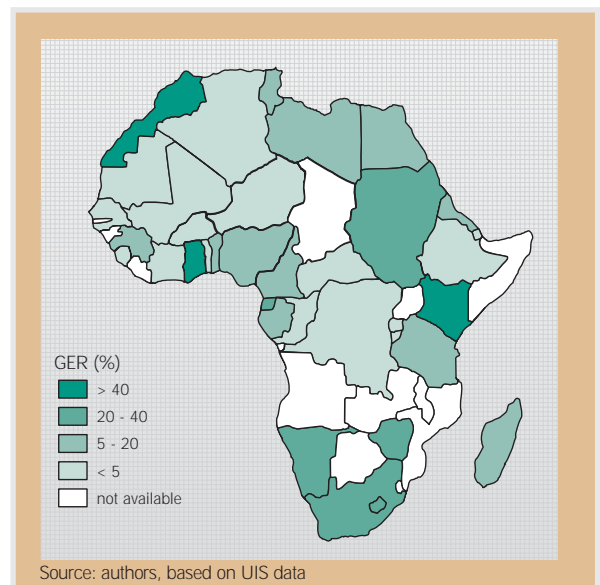 GER (%)
> 40
20 - 40
5 - 20
< 5
not available
Source: authors, based on UIS data